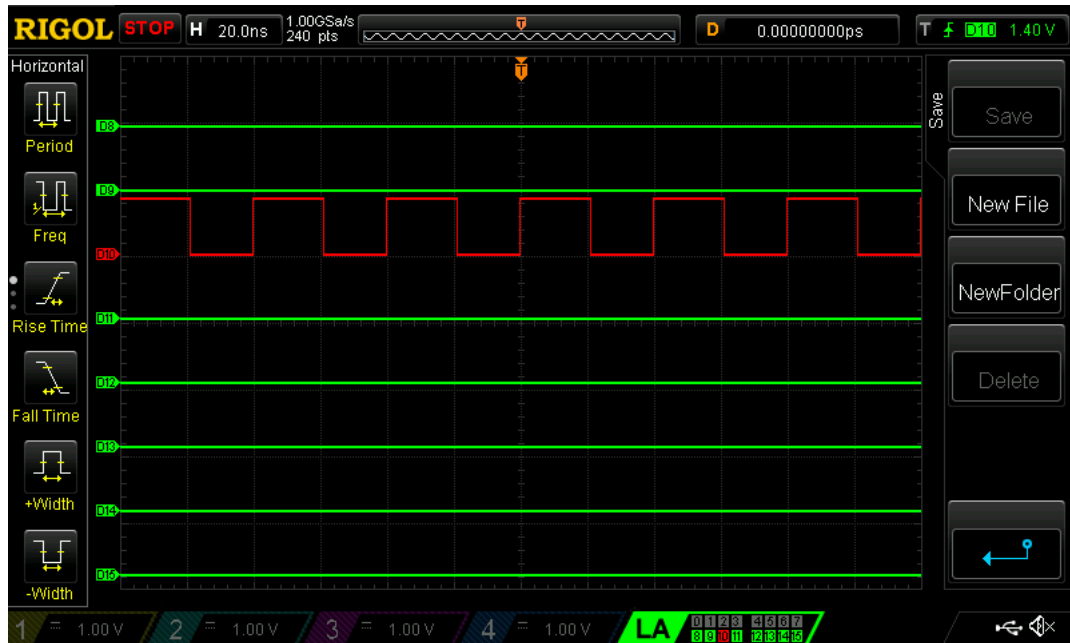 RIGOL STOP H 20.0ns 1.00GSa/s 240 pts T D 0.00000000ps T D10 1.40 V
Horizontal
T
Period
Freq
Rise Time
Fall Time
+Width
-Width
D8
D9
D10
D11
D12
D13
D14
D15
Save
Save
New File
NewFolder
Delete
1 = 1.00 V 2 = 1.00 V 3 = 1.00 V 4 = 1.00 V LA 0 1 2 3 4 5 6 7
8 9 10 11 12 13 14 15